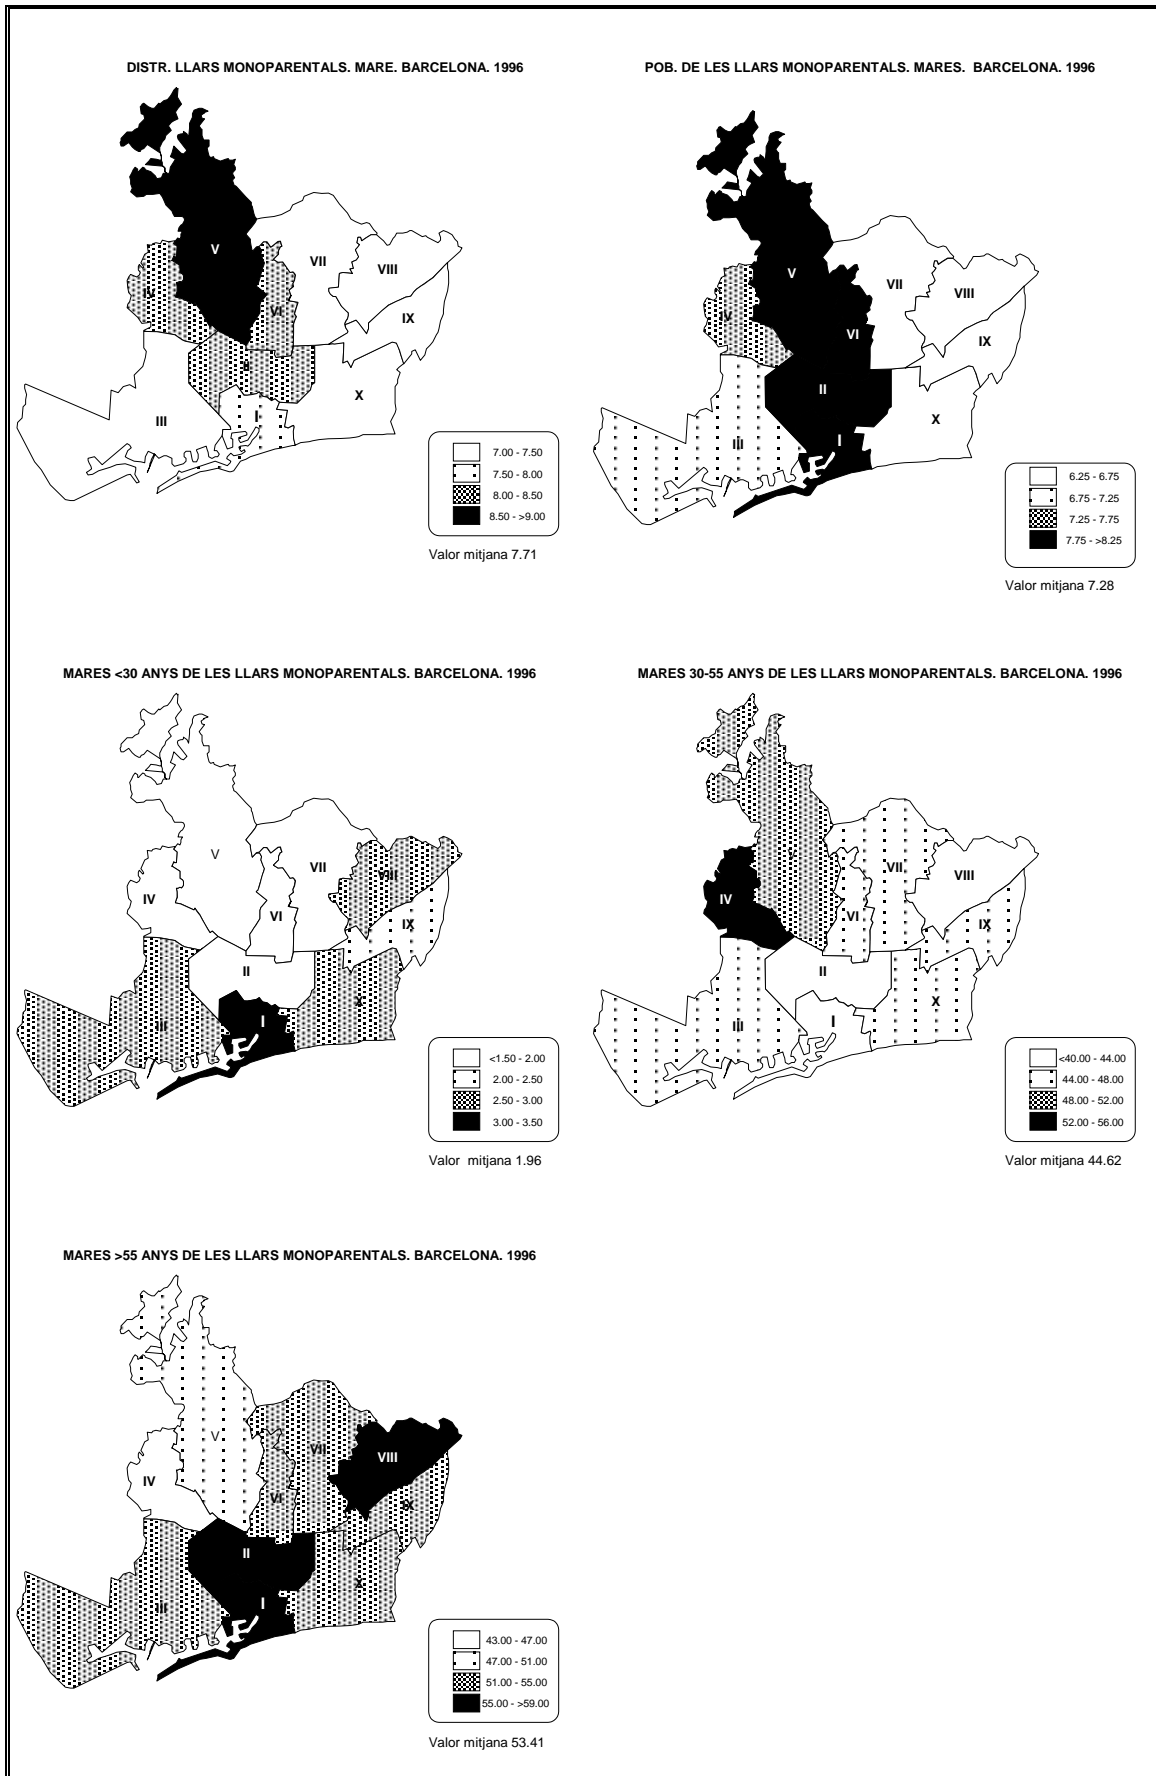 DISTR. LLARS MONOPARENTALS. MARE. BARCELONA. 1996
V
VII
VIII
IV
VI
IX
II
X
III
I
7.00 - 7.50
7.50 - 8.00
8.00 - 8.50
8.50 - >9.00
Valor mitjana 7.71
POB. DE LES LLARS MONOPARENTALS. MARES. BARCELONA. 1996
V
VII
VIII
IV
VI
IX
II
X
III
I
6.25 - 6.75
6.75 - 7.25
7.25 - 7.75
7.75 - >8.25
Valor mitjana 7.28
MARES <30 ANYS DE LES LLARS MONOPARENTALS. BARCELONA. 1996
V
VII
VIII
IV
VI
IX
II
X
III
I
<1.50 - 2.00
2.00 - 2.50
2.50 - 3.00
3.00 - 3.50
Valor mitjana 1.96
MARES 30-55 ANYS DE LES LLARS MONOPARENTALS. BARCELONA. 1996
V
VII
VIII
IV
VI
IX
II
X
III
I
<40.00 - 44.00
44.00 - 48.00
48.00 - 52.00
52.00 - 56.00
Valor mitjana 44.62
MARES >55 ANYS DE LES LLARS MONOPARENTALS. BARCELONA. 1996
V
VII
VIII
IV
VI
IX
II
X
III
I
43.00 - 47.00
47.00 - 51.00
51.00 - 55.00
55.00 - >59.00
Valor mitjana 53.41